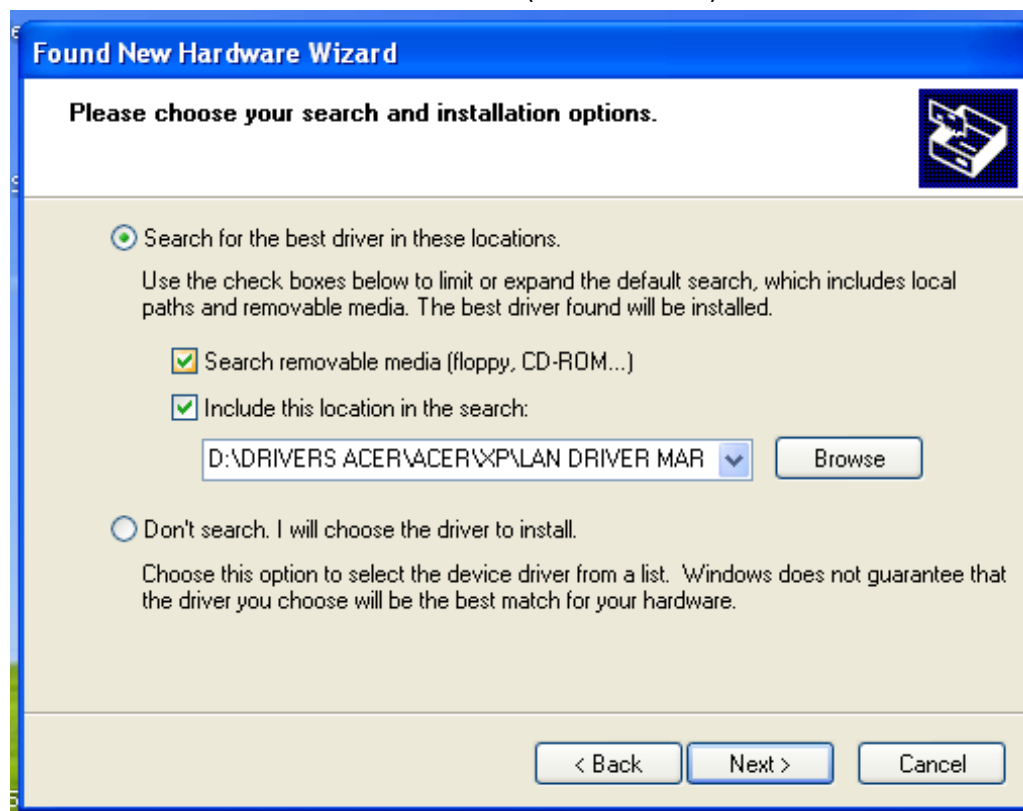 Found New Hardware Wizard
Please choose your search and installation options.
Search for the best driver in these locations.
Use the check boxes below to limit or expand the default search, which includes local
paths and removable media. The best driver found will be installed.
Search removable media (floppy, CD-ROM...)
Include this location in the search:
D:\DRIVERS ACER\ACER\XP\LAN DRIVER MAR
Browse
Don't search. I will choose the driver to install.
Choose this option to select the device driver from a list. Windows does not guarantee that
the driver you choose will be the best match for your hardware.
< Back
Next >
Cancel